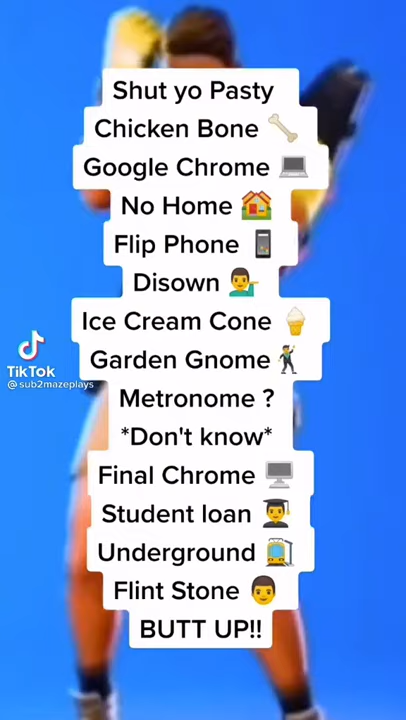 Shut yo Pasty
Chicken Bone 🦴
Google Chrome 💻
No Home 🏠
Flip Phone 📱
Disown 💁‍♂️
Ice Cream Cone 🍦
Garden Gnome 🕺
Metronome ?
*Don't know*
Final Chrome 🖥️
Student loan 👨‍🎓
Underground 🚉
Flint Stone 👨
BUTT UP!!
TikTok
@sub2mazeplays